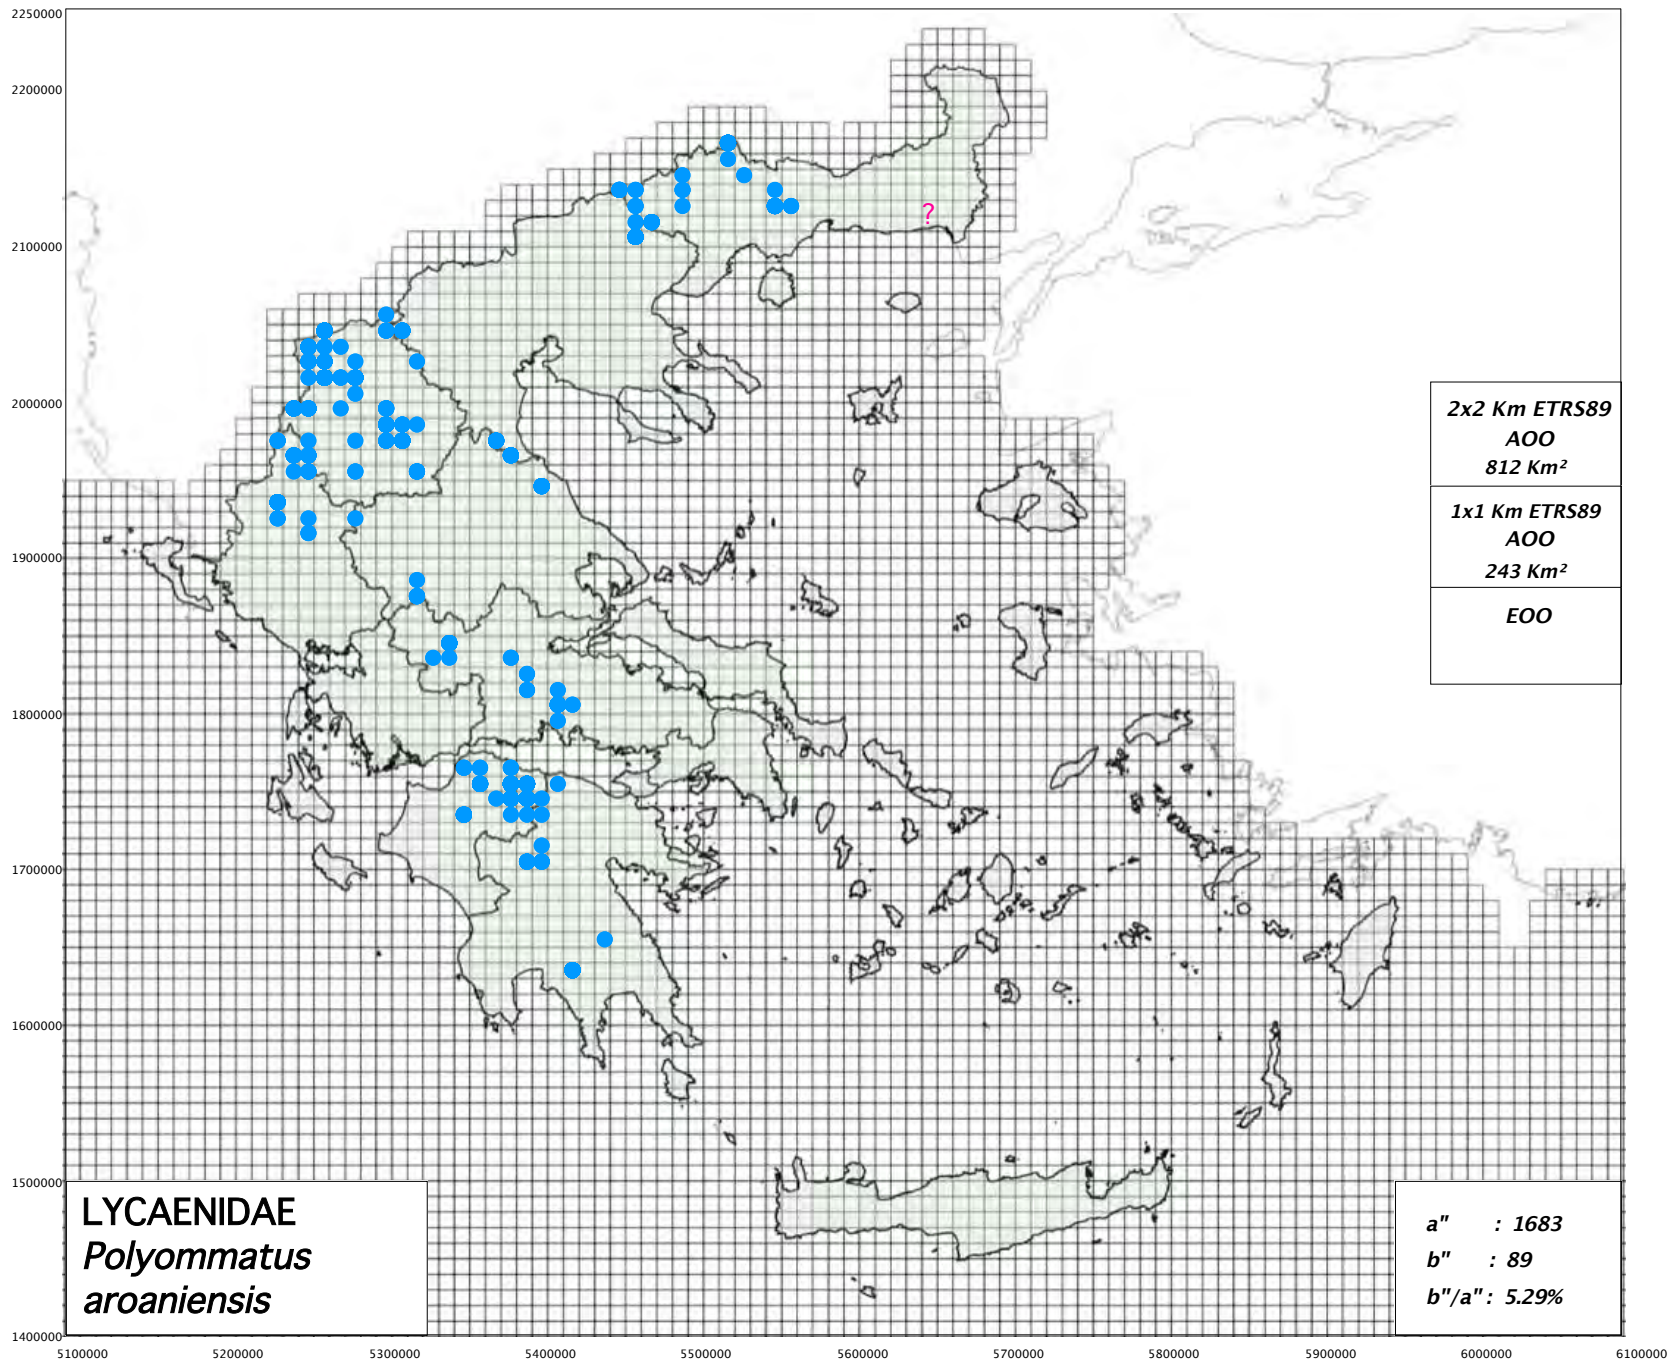 2250000
2200000
2100000
2000000
1900000
1800000
1700000
1600000
1500000
1400000
?
2x2 Km ETRS89
AOO
812 Km²
1x1 Km ETRS89
AOO
243 Km²
EOO
LYCAENIDAE
Polyommatus
aroaniensis
a" : 1683
b" : 89
b"/a" : 5.29%
5100000 5200000 5300000 5400000 5500000 5600000 5700000 5800000 5900000 6000000 6100000